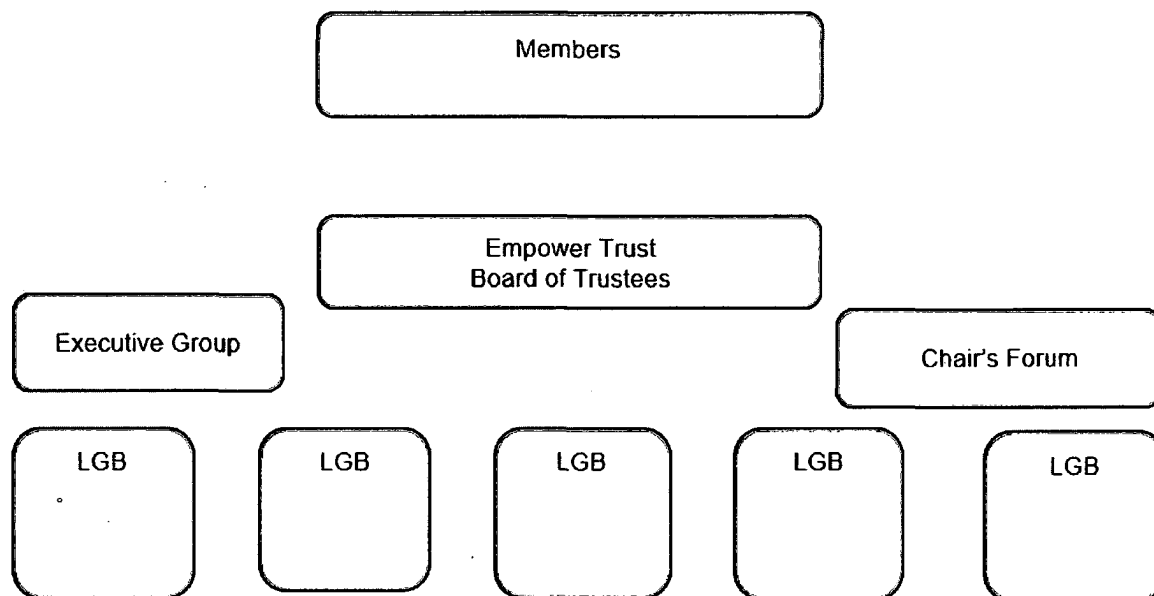 Members
Empower Trust
Board of Trustees
Executive Group
Chair's Forum
LGB
LGB
LGB
LGB
LGB